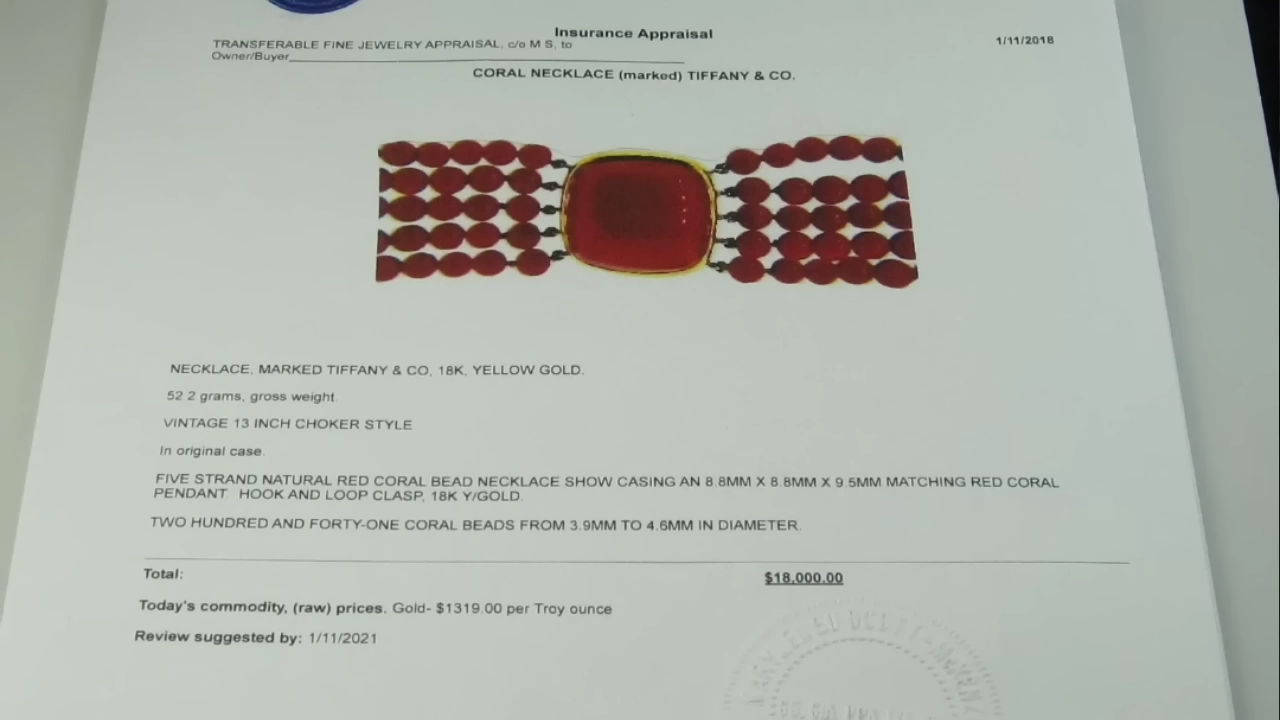 Insurance Appraisal
TRANSFERABLE FINE JEWELRY APPRAISAL, c/o M S, to
1/11/2018
Owner/Buyer
CORAL NECKLACE (marked) TIFFANY & CO.
NECKLACE, MARKED TIFFANY & CO, 18K, YELLOW GOLD.
52.2 grams, gross weight.
VINTAGE 13 INCH CHOKER STYLE
In original case.
FIVE STRAND NATURAL RED CORAL BEAD NECKLACE SHOW CASING AN 8.8MM X 8.8MM X 9.5MM MATCHING RED CORAL
PENDANT. HOOK AND LOOP CLASP, 18K Y/GOLD.
TWO HUNDRED AND FORTY-ONE CORAL BEADS FROM 3.9MM TO 4.6MM IN DIAMETER.
Total: $18,000.00
Today's commodity, (raw) prices. Gold- $1319.00 per Troy ounce
Review suggested by: 1/11/2021